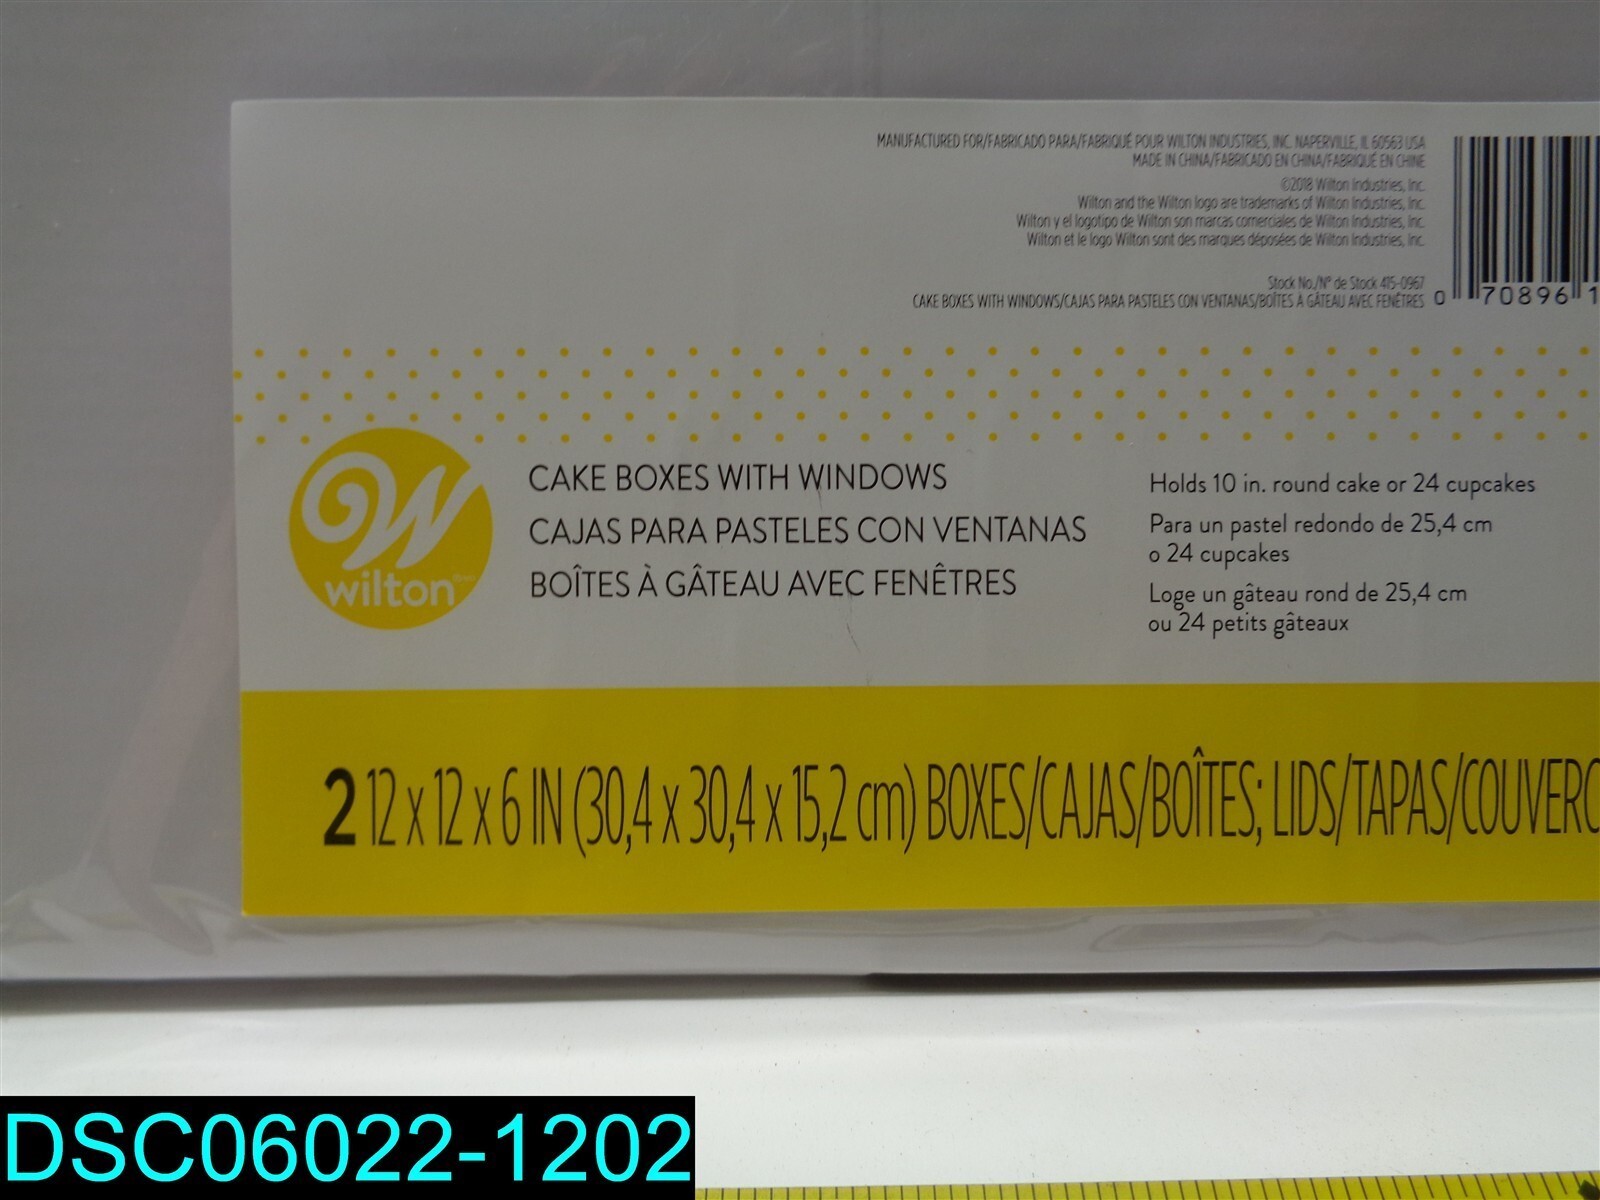 MANUFACTURED FOR/FABRICADO PARA/FABRIQUÉ POUR WILTON INDUSTRIES, INC. NAPERVILLE, IL 60563 USA
MADE IN CHINA/FABRICADO EN CHINA/FABRIQUÉ EN CHINE
©2018 Wilton Industries, Inc.
Wilton and the Wilton logo are trademarks of Wilton Industries, Inc.
Wilton y el logotipo de Wilton son marcas comerciales de Wilton Industries, Inc.
Wilton et le logo Wilton sont des marques déposées de Wilton Industries, Inc.
Stock No./Nº de Stock 415-0967
CAKE BOXES WITH WINDOWS/CAJAS PARA PASTELES CON VENTANAS/BOÎTES À GÂTEAU AVEC FENÊTRES
0 70896 1
W
wilton
CAKE BOXES WITH WINDOWS
CAJAS PARA PASTELES CON VENTANAS
BOÎTES À GÂTEAU AVEC FENÊTRES
Holds 10 in. round cake or 24 cupcakes
Para un pastel redondo de 25,4 cm
o 24 cupcakes
Loge un gâteau rond de 25,4 cm
ou 24 petits gâteaux
2 12 x 12 x 6 IN (30,4 x 30,4 x 15,2 cm) BOXES/CAJAS/BOÎTES; LIDS/TAPAS/COUVERC
DSC06022-1202